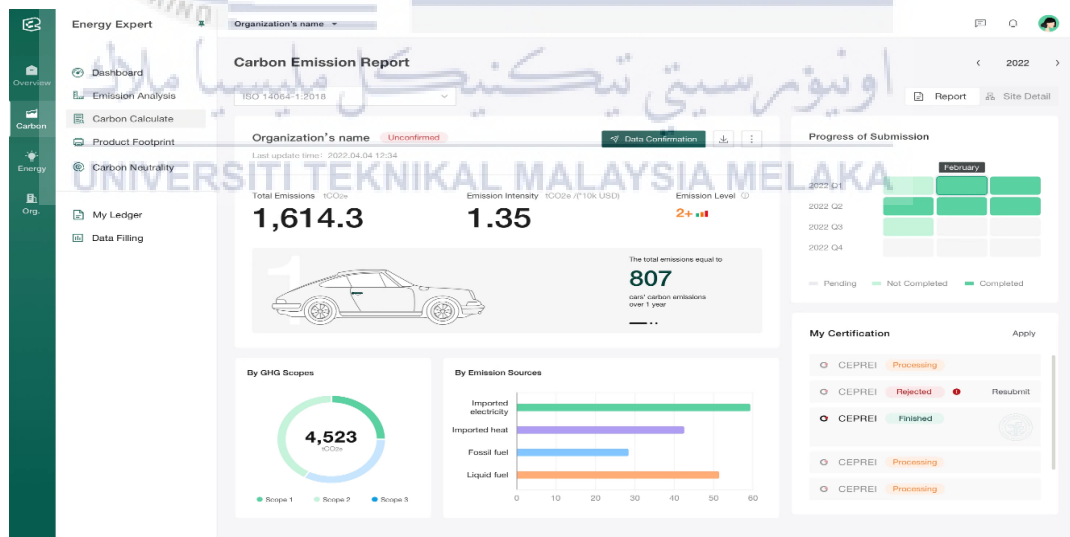 Energy Expert
Organization's name
Overview
Carbon
Energy
Org.
Dashboard
Emission Analysis
Carbon Calculate
Product Footprint
Carbon Neutrality
My Ledger
Data Filling
Carbon Emission Report
2022
ISO 14064-1:2018
Report
Site Detail
اونيۏرسيتي تيكنيكل مليسيا ملاك
UNIVERSITI TEKNIKAL MALAYSIA MELAKA
Organization's name Unconfirmed
Data Confirmation
Last update time: 2022.04.04 12:34
Total Emissions tCO2e
1,614.3
Emission Intensity tCO2e /(*10k USD)
1.35
Emission Level
2+
1
The total emissions equal to
807
cars' carbon emissions
over 1 year
Progress of Submission
February
2022 Q1
2022 Q2
2022 Q3
2022 Q4
Pending Not Completed Completed
By GHG Scopes
4,523
tCO2e
Scope 1 Scope 2 Scope 3
By Emission Sources
Imported
electricity
Imported heat
Fossil fuel
Liquid fuel
0 10 20 30 40 50 60
My Certification Apply
CEPREI Processing
CEPREI Rejected Resubmit
CEPREI Finished
CEPREI Processing
CEPREI Processing